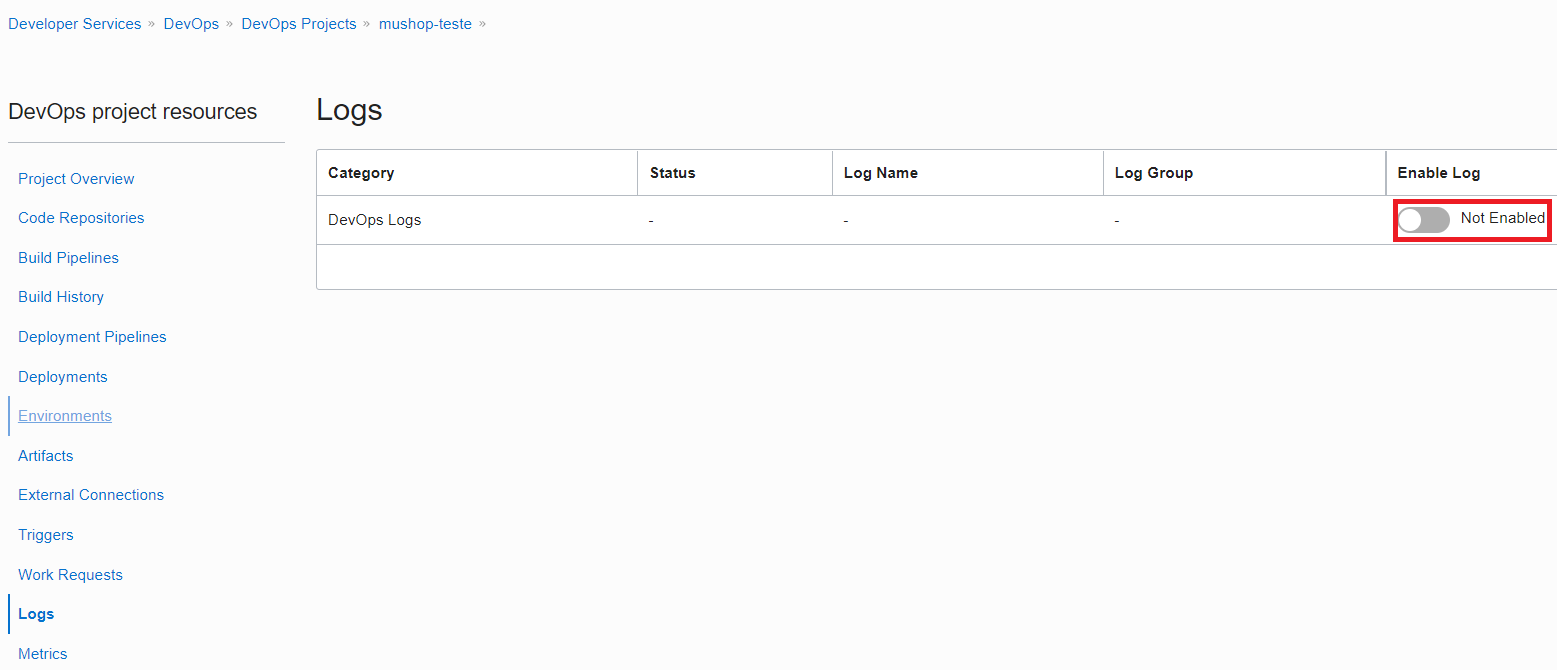 Developer Services » DevOps » DevOps Projects » mushop-teste »
DevOps project resources
Project Overview
Code Repositories
Build Pipelines
Build History
Deployment Pipelines
Deployments
Environments
Artifacts
External Connections
Triggers
Work Requests
Logs
Metrics
Logs
Category Status Log Name Log Group Enable Log
DevOps Logs - - - Not Enabled